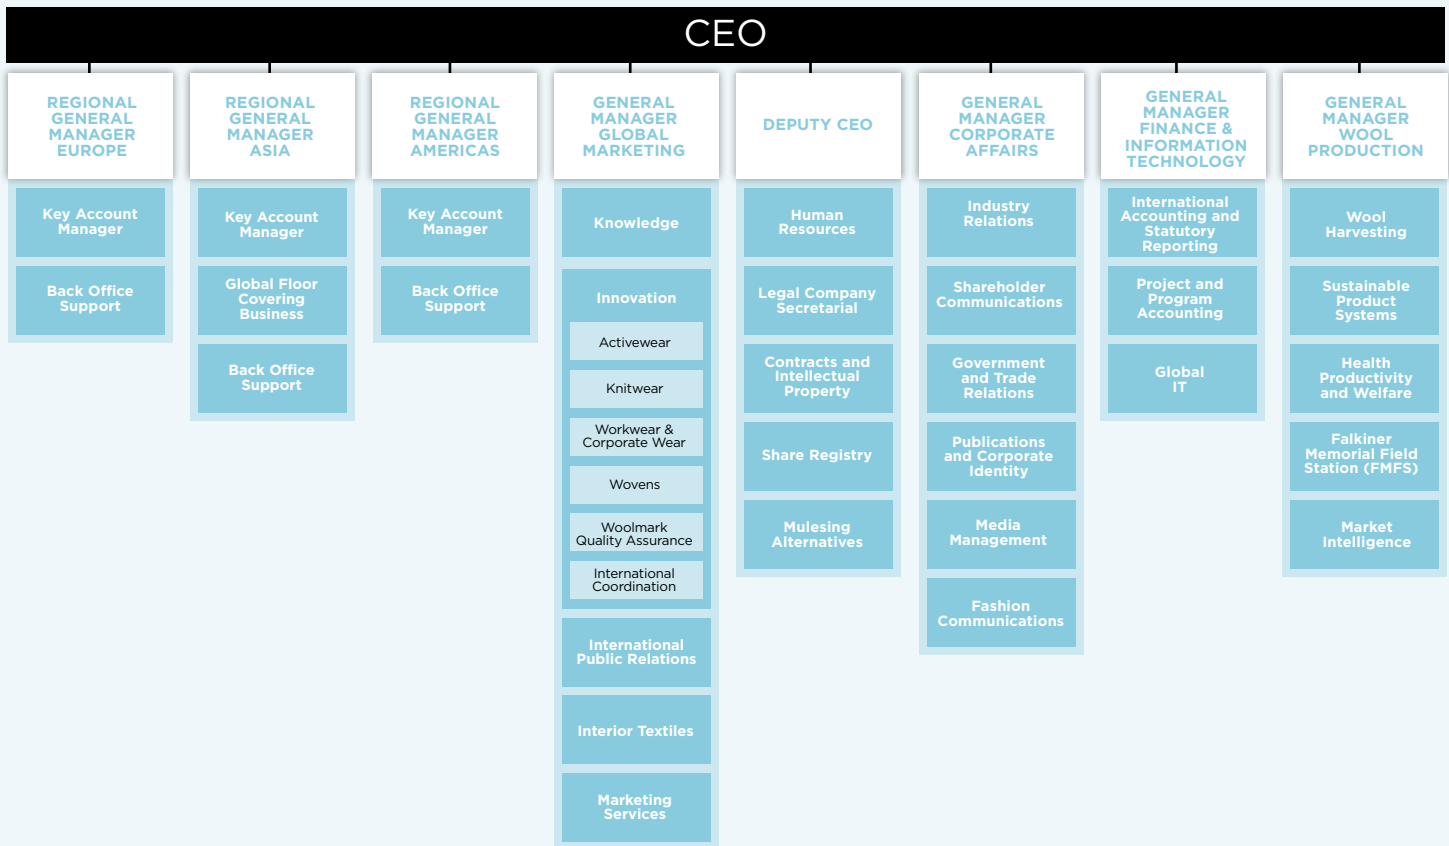 CEO
REGIONAL
GENERAL
MANAGER
EUROPE
Key Account
Manager
Back Office
Support
REGIONAL
GENERAL
MANAGER
ASIA
Key Account
Manager
Global Floor
Covering
Business
Back Office
Support
REGIONAL
GENERAL
MANAGER
AMERICAS
Key Account
Manager
Back Office
Support
GENERAL
MANAGER
GLOBAL
MARKETING
Knowledge
Innovation
Activewear
Knitwear
Workwear &
Corporate Wear
Wovens
Woolmark
Quality Assurance
International
Coordination
International
Public Relations
Interior Textiles
Marketing
Services
DEPUTY CEO
Human
Resources
Legal Company
Secretarial
Contracts and
Intellectual
Property
Share Registry
Mulesing
Alternatives
GENERAL
MANAGER
CORPORATE
AFFAIRS
Industry
Relations
Shareholder
Communications
Government
and Trade
Relations
Publications
and Corporate
Identity
Media
Management
Fashion
Communications
GENERAL
MANAGER
FINANCE &
INFORMATION
TECHNOLOGY
International
Accounting and
Statutory
Reporting
Project and
Program
Accounting
Global
IT
GENERAL
MANAGER
WOOL
PRODUCTION
Wool
Harvesting
Sustainable
Product
Systems
Health
Productivity
and Welfare
Falkiner
Memorial Field
Station (FMFS)
Market
Intelligence